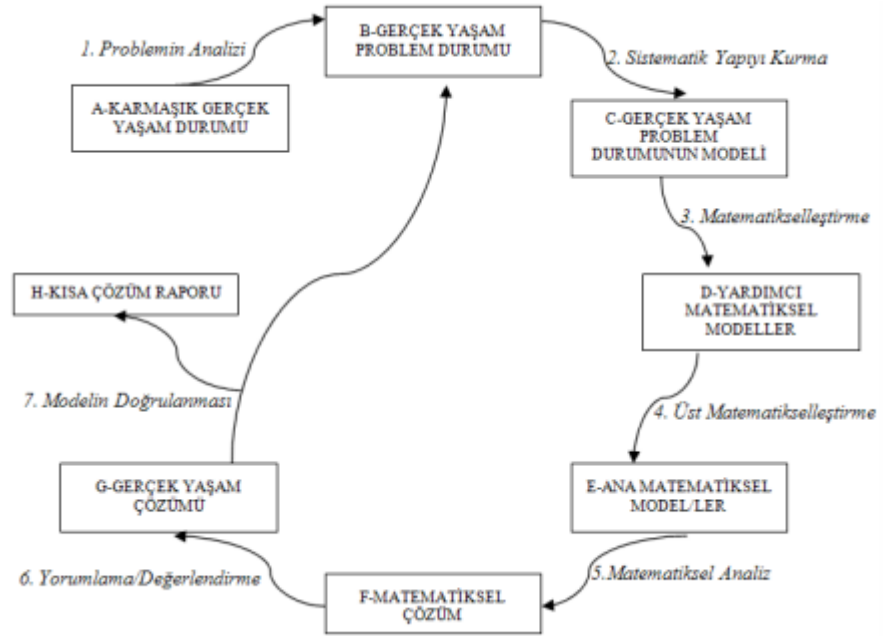 B-GERÇEK YAŞAM
PROBLEM DURUMU
1. Problemin Analizi
2. Sistematik Yapıyı Kurma
A-KARMAŞIK GERÇEK
YAŞAM DURUMU
C-GERÇEK YAŞAM
PROBLEM
DURUMUNUN MODELİ
3. Matematikselleştirme
H-KISA ÇÖZÜM RAPORU
D-YARDIMCI
MATEMATİKSEL
MODELLER
7. Modelin Doğrulanması
4. Üst Matematikselleştirme
G-GERÇEK YAŞAM
ÇÖZÜMÜ
E-ANA MATEMATİKSEL
MODEL/LER
6. Yorumlama/Değerlendirme
5.Matematiksel Analiz
F-MATEMATİKSEL
ÇÖZÜM